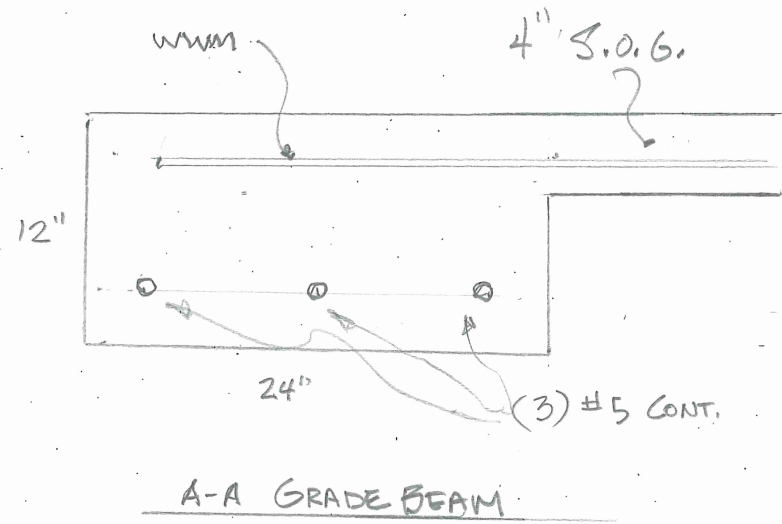 WWM
4" S.O.G.
12"
24"
(3) #5 CONT.
A-A GRADE BEAM